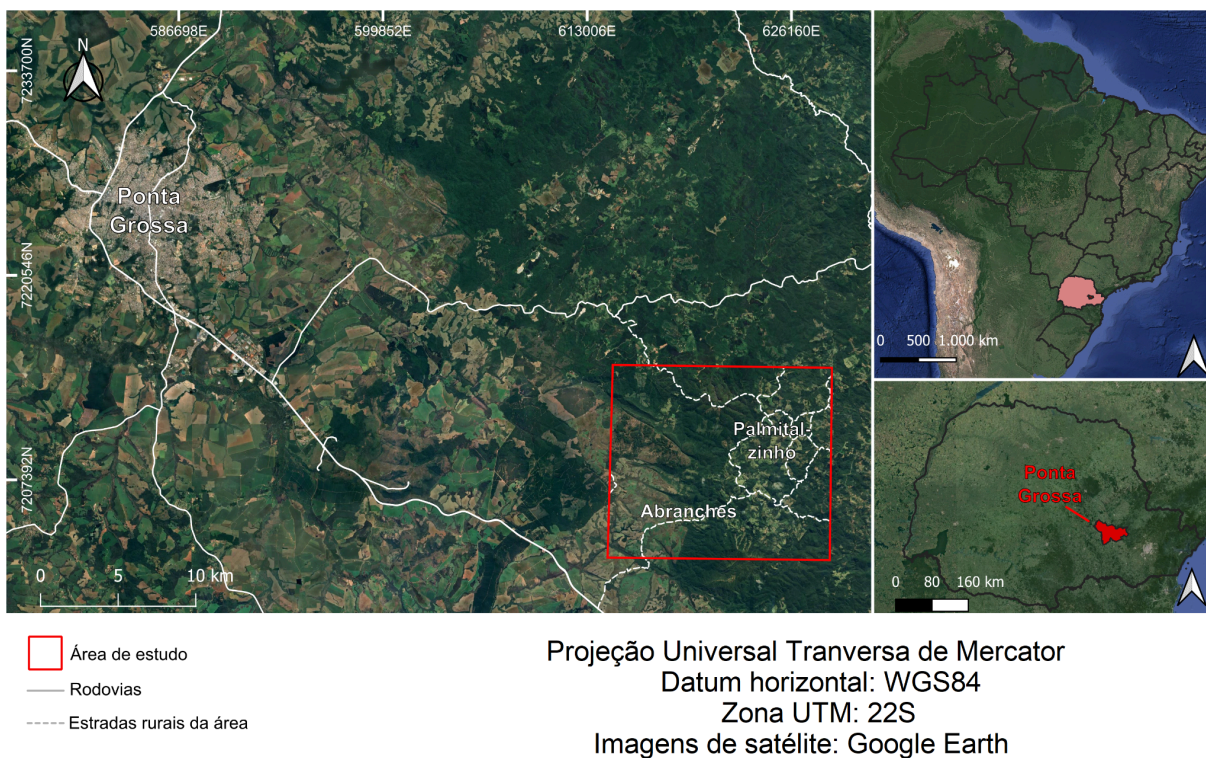 586698E
599852E
613006E
626160E
N
7233700N
7220546N
7207392N
Ponta
Grossa
Palmital-
zinho
Abranches
0 5 10 km
0 500 1.000 km
Ponta
Grossa
0 80 160 km
Área de estudo
Rodovias
Estradas rurais da área
Projeção Universal Tranversa de Mercator
Datum horizontal: WGS84
Zona UTM: 22S
Imagens de satélite: Google Earth